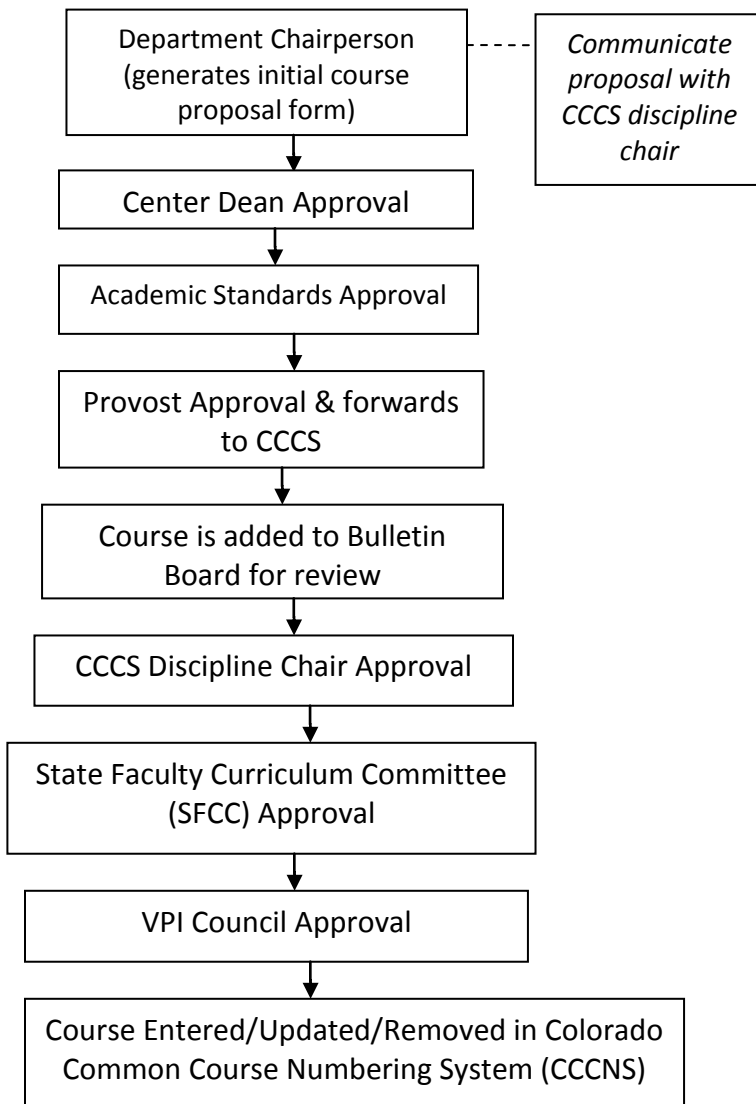 Department Chairperson
(generates initial course
proposal form)
Communicate
proposal with
CCCS discipline
chair
Center Dean Approval
Academic Standards Approval
Provost Approval & forwards
to CCCS
Course is added to Bulletin
Board for review
CCCS Discipline Chair Approval
State Faculty Curriculum Committee
(SFCC) Approval
VPI Council Approval
Course Entered/Updated/Removed in Colorado
Common Course Numbering System (CCCNS)